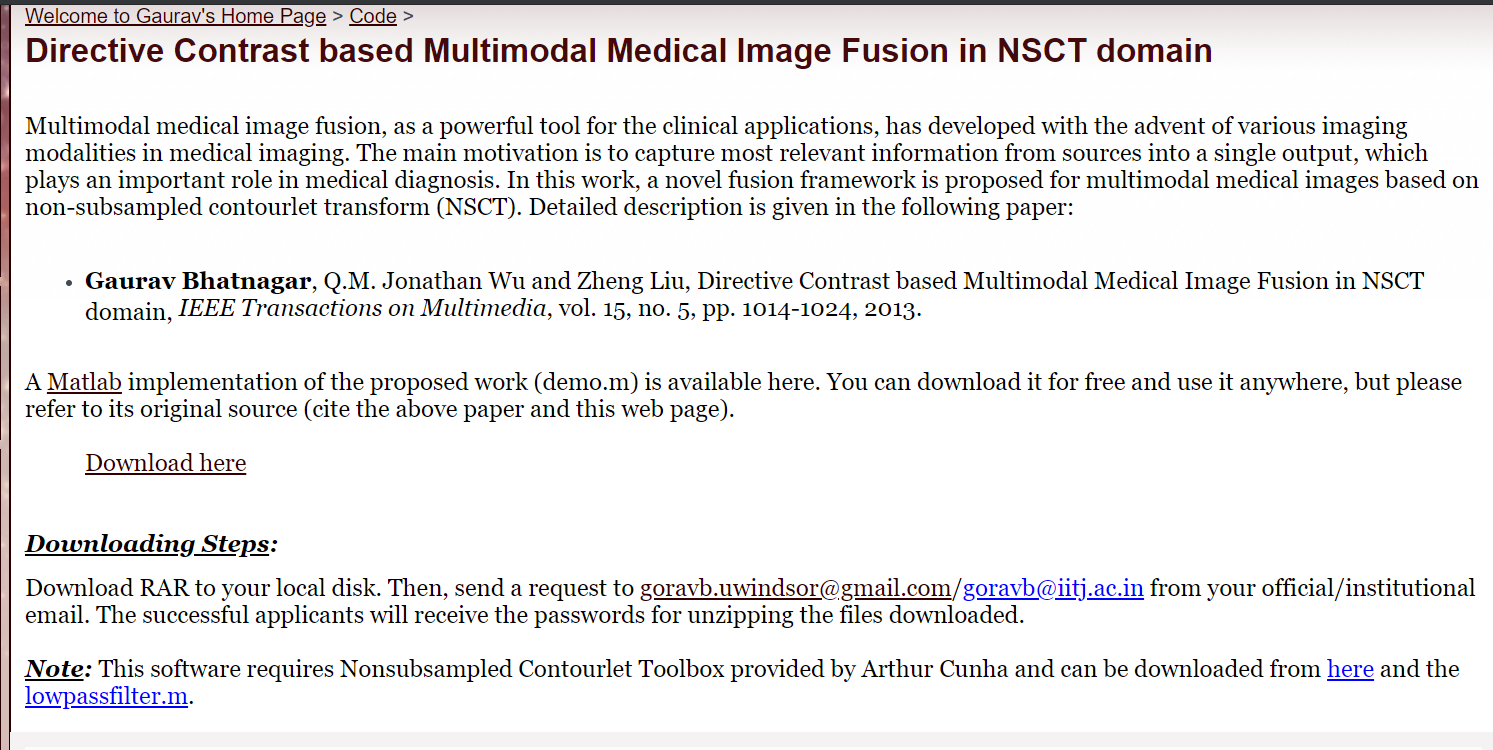 Welcome to Gaurav's Home Page > Code >
Directive Contrast based Multimodal Medical Image Fusion in NSCT domain
Multimodal medical image fusion, as a powerful tool for the clinical applications, has developed with the advent of various imaging
modalities in medical imaging. The main motivation is to capture most relevant information from sources into a single output, which
plays an important role in medical diagnosis. In this work, a novel fusion framework is proposed for multimodal medical images based on
non-subsampled contourlet transform (NSCT). Detailed description is given in the following paper:
• Gaurav Bhatnagar, Q.M. Jonathan Wu and Zheng Liu, Directive Contrast based Multimodal Medical Image Fusion in NSCT
domain, IEEE Transactions on Multimedia, vol. 15, no. 5, pp. 1014-1024, 2013.
A Matlab implementation of the proposed work (demo.m) is available here. You can download it for free and use it anywhere, but please
refer to its original source (cite the above paper and this web page).
Download here
Downloading Steps:
Download RAR to your local disk. Then, send a request to goravb.uwindsor@gmail.com/goravb@iitj.ac.in from your official/institutional
email. The successful applicants will receive the passwords for unzipping the files downloaded.
Note: This software requires Nonsubsampled Contourlet Toolbox provided by Arthur Cunha and can be downloaded from here and the
lowpassfilter.m.